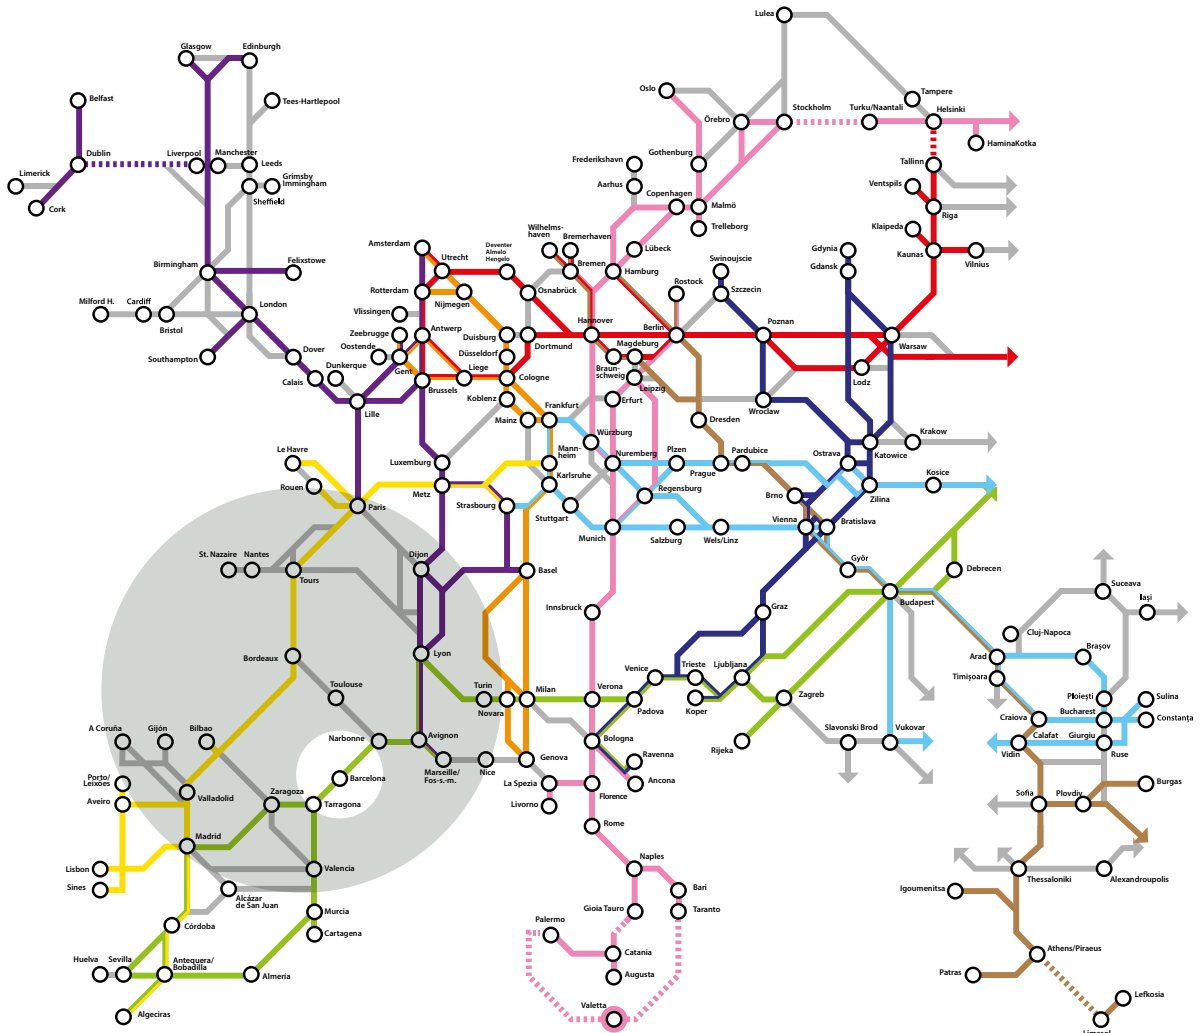 Lulea
Glasgow
Edinburgh
Oslo
Tampere
Belfast
Tees-Hartlepool
Örebro
Stockholm
Turku/Naantali
Helsinki
HaminaKotka
Dublin
Liverpool
Manchester
Leeds
Frederikshavn
Gothenburg
Tallinn
Limerick
Grimsby
Immingham
Sheffield
Aarhus
Ventspils
Cork
Copenhagen
Malmö
Riga
Trelleborg
Klaipeda
Amsterdam
Utrecht
Deventer
Almelo
Hengelo
Wilhelms-
haven
Bremerhaven
Bremen
Lübeck
Gdynia
Kaunas
Vilnius
Birmingham
Felixstowe
Hamburg
Swinoujscie
Gdansk
Rotterdam
Nijmegen
Osnabrück
Rostock
Szczecin
Milford H.
Cardiff
Bristol
London
Vlissingen
Zeebrugge
Oostende
Antwerp
Duisburg
Dortmund
Hannover
Berlin
Poznan
Warsaw
Southampton
Dover
Gent
Düsseldorf
Magdeburg
Braun-
schweig
Calais
Dunkerque
Brussels
Liege
Cologne
Leipzig
Lodz
Lille
Koblenz
Erfurt
Wroclaw
Mainz
Frankfurt
Dresden
Würzburg
Krakow
Katowice
Le Havre
Luxemburg
Mann-
heim
Nuremberg
Plzen
Prague
Pardubice
Ostrava
Rouen
Metz
Karlsruhe
Regensburg
Brno
Zilina
Kosice
Paris
Strasbourg
Stuttgart
Munich
Salzburg
Wels/Linz
Vienna
Bratislava
St. Nazaire
Nantes
Tours
Dijon
Basel
Györ
Debrecen
Budapest
Suceava
Iaşi
Innsbruck
Graz
Cluj-Napoca
Bordeaux
Lyon
Arad
Braşov
Toulouse
Turin
Novara
Milan
Verona
Venice
Padova
Trieste
Koper
Ljubljana
Zagreb
Timişoara
Ploieşti
Sulina
A Coruña
Gijón
Bilbao
Narbonne
Avignon
Bologna
Rijeka
Slavonski Brod
Vukovar
Craiova
Bucharest
Constanţa
Calafat
Giurgiu
Vidin
Ruse
Marseille/
Fos-s.-m.
Nice
Genova
Ravenna
Ancona
Porto/
Leixões
Aveiro
Valladolid
Zaragoza
Barcelona
Tarragona
La Spezia
Livorno
Florence
Sofia
Plovdiv
Burgas
Rome
Madrid
Lisbon
Sines
Valencia
Naples
Thessaloniki
Alexandroupolis
Alcázar
de San Juan
Bari
Taranto
Igoumenitsa
Córdoba
Murcia
Cartagena
Palermo
Gioia Tauro
Catania
Athens/Piraeus
Huelva
Sevilla
Antequera/
Bobadilla
Almería
Augusta
Patras
Algeciras
Valetta
Lefkosia